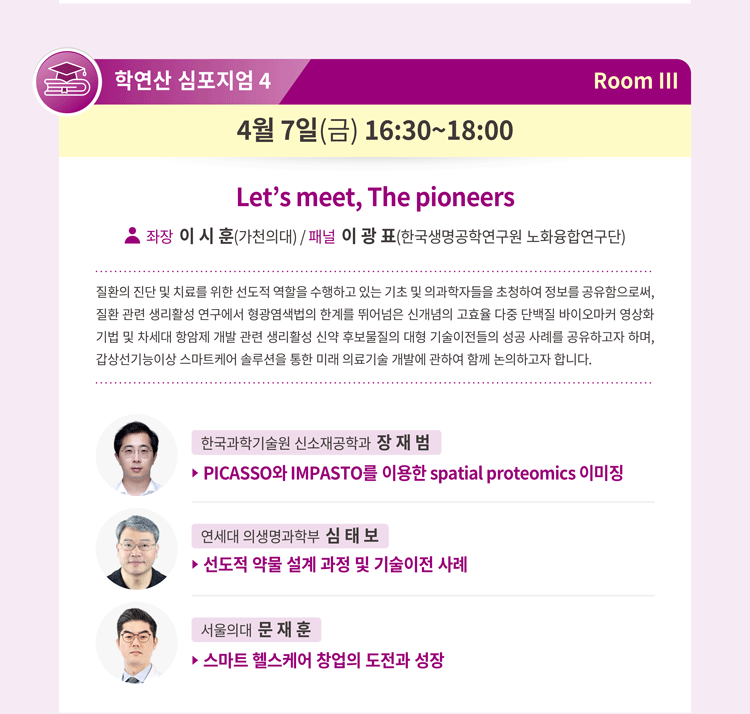 학연산 심포지엄 4
Room III
4월 7일(금) 16:30~18:00
Let's meet, The pioneers
좌장 이 시 훈(가천의대) / 패널 이 광 표(한국생명공학연구원 노화융합연구단)
질환의 진단 및 치료를 위한 선도적 역할을 수행하고 있는 기초 및 의과학자들을 초청하여 정보를 공유함으로써,
질환 관련 생리활성 연구에서 형광염색법의 한계를 뛰어넘은 신개념의 고효율 다중 단백질 바이오마커 영상화
기법 및 차세대 항암제 개발 관련 생리활성 신약 후보물질의 대형 기술이전들의 성공 사례를 공유하고자 하며,
갑상선기능이상 스마트케어 솔루션을 통한 미래 의료기술 개발에 관하여 함께 논의하고자 합니다.
한국과학기술원 신소재공학과 장 재 범
PICASSO와 IMPASTO를 이용한 spatial proteomics 이미징
연세대 의생명과학부 심 태 보
선도적 약물 설계 과정 및 기술이전 사례
서울의대 문 재 훈
스마트 헬스케어 창업의 도전과 성장